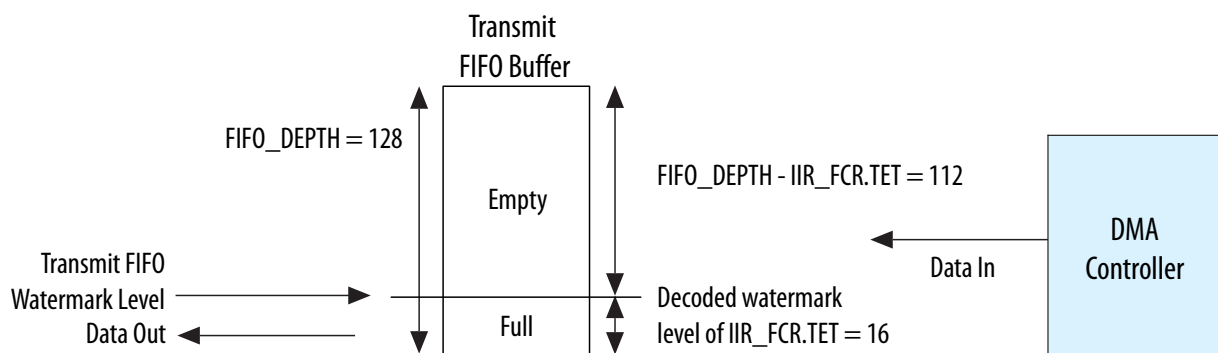 Transmit
FIFO Buffer
FIFO_DEPTH = 128
FIFO_DEPTH - IIR_FCR.TET = 112
Empty
DMA
Controller
Data In
Transmit FIFO
Watermark Level
Data Out
Decoded watermark
level of IIR_FCR.TET = 16
Full